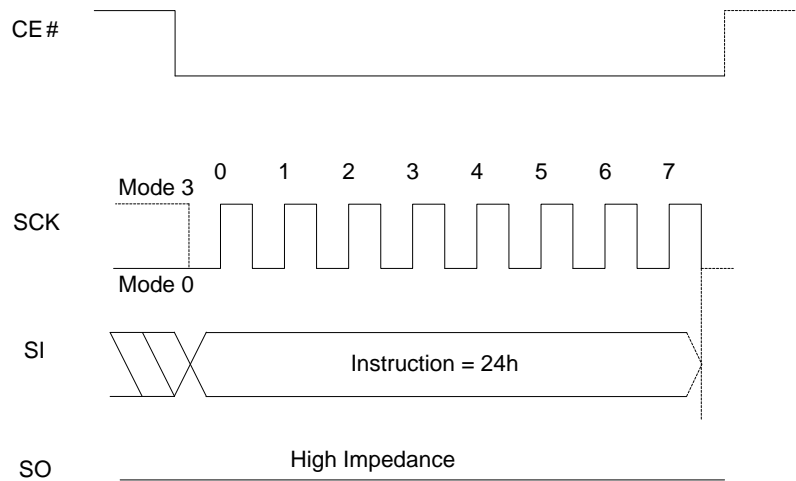 CE#
0 1 2 3 4 5 6 7
Mode 3
SCK
Mode 0
SI
Instruction = 24h
High Impedance
SO